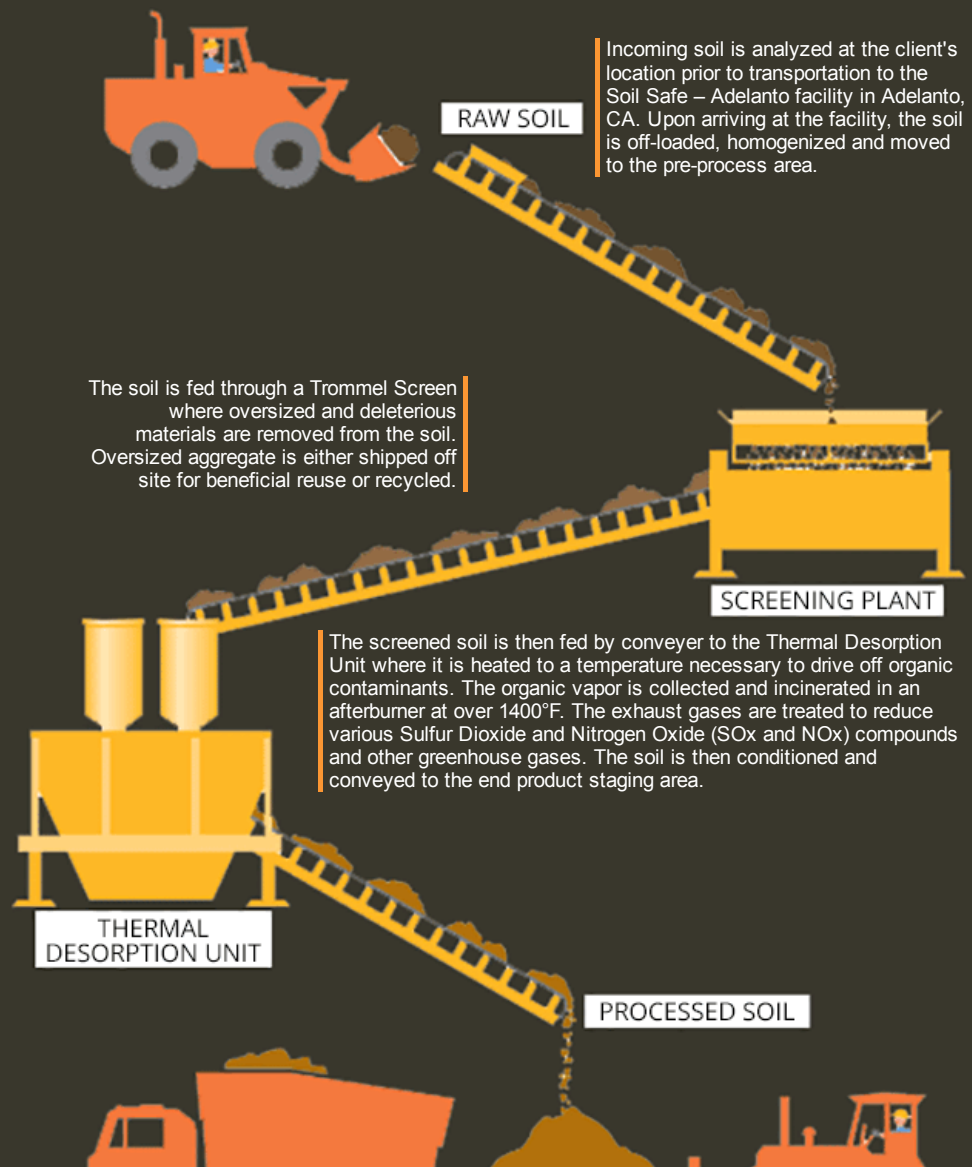 Incoming soil is analyzed at the client's
location prior to transportation to the
Soil Safe – Adelanto facility in Adelanto,
CA. Upon arriving at the facility, the soil
is off-loaded, homogenized and moved
to the pre-process area.
RAW SOIL
The soil is fed through a Trommel Screen
where oversized and deleterious
materials are removed from the soil.
Oversized aggregate is either shipped off
site for beneficial reuse or recycled.
SCREENING PLANT
The screened soil is then fed by conveyer to the Thermal Desorption
Unit where it is heated to a temperature necessary to drive off organic
contaminants. The organic vapor is collected and incinerated in an
afterburner at over 1400°F. The exhaust gases are treated to reduce
various Sulfur Dioxide and Nitrogen Oxide (SOx and NOx) compounds
and other greenhouse gases. The soil is then conditioned and
conveyed to the end product staging area.
THERMAL
DESORPTION UNIT
PROCESSED SOIL